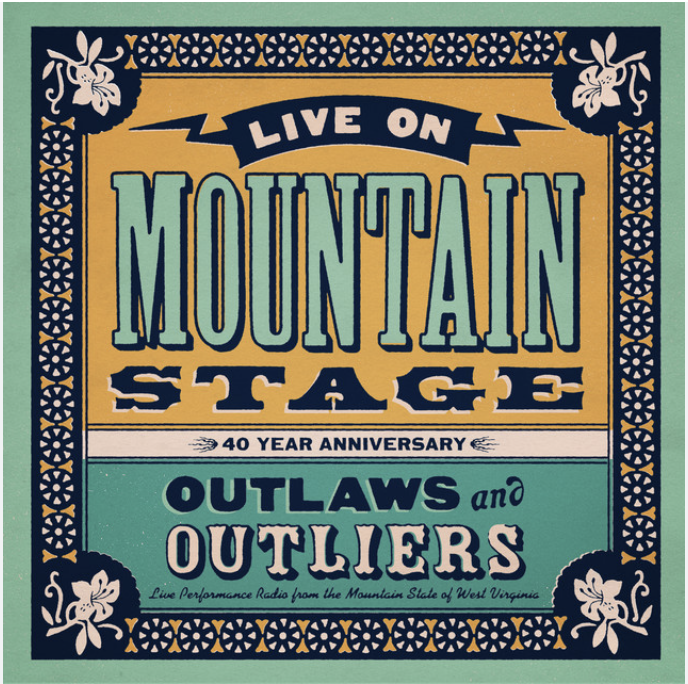 LIVE ON
MOUNTAIN
STAGE
40 YEAR ANNIVERSARY
OUTLAWS and
OUTLIERS
Live Performance Radio from the Mountain State of West Virginia